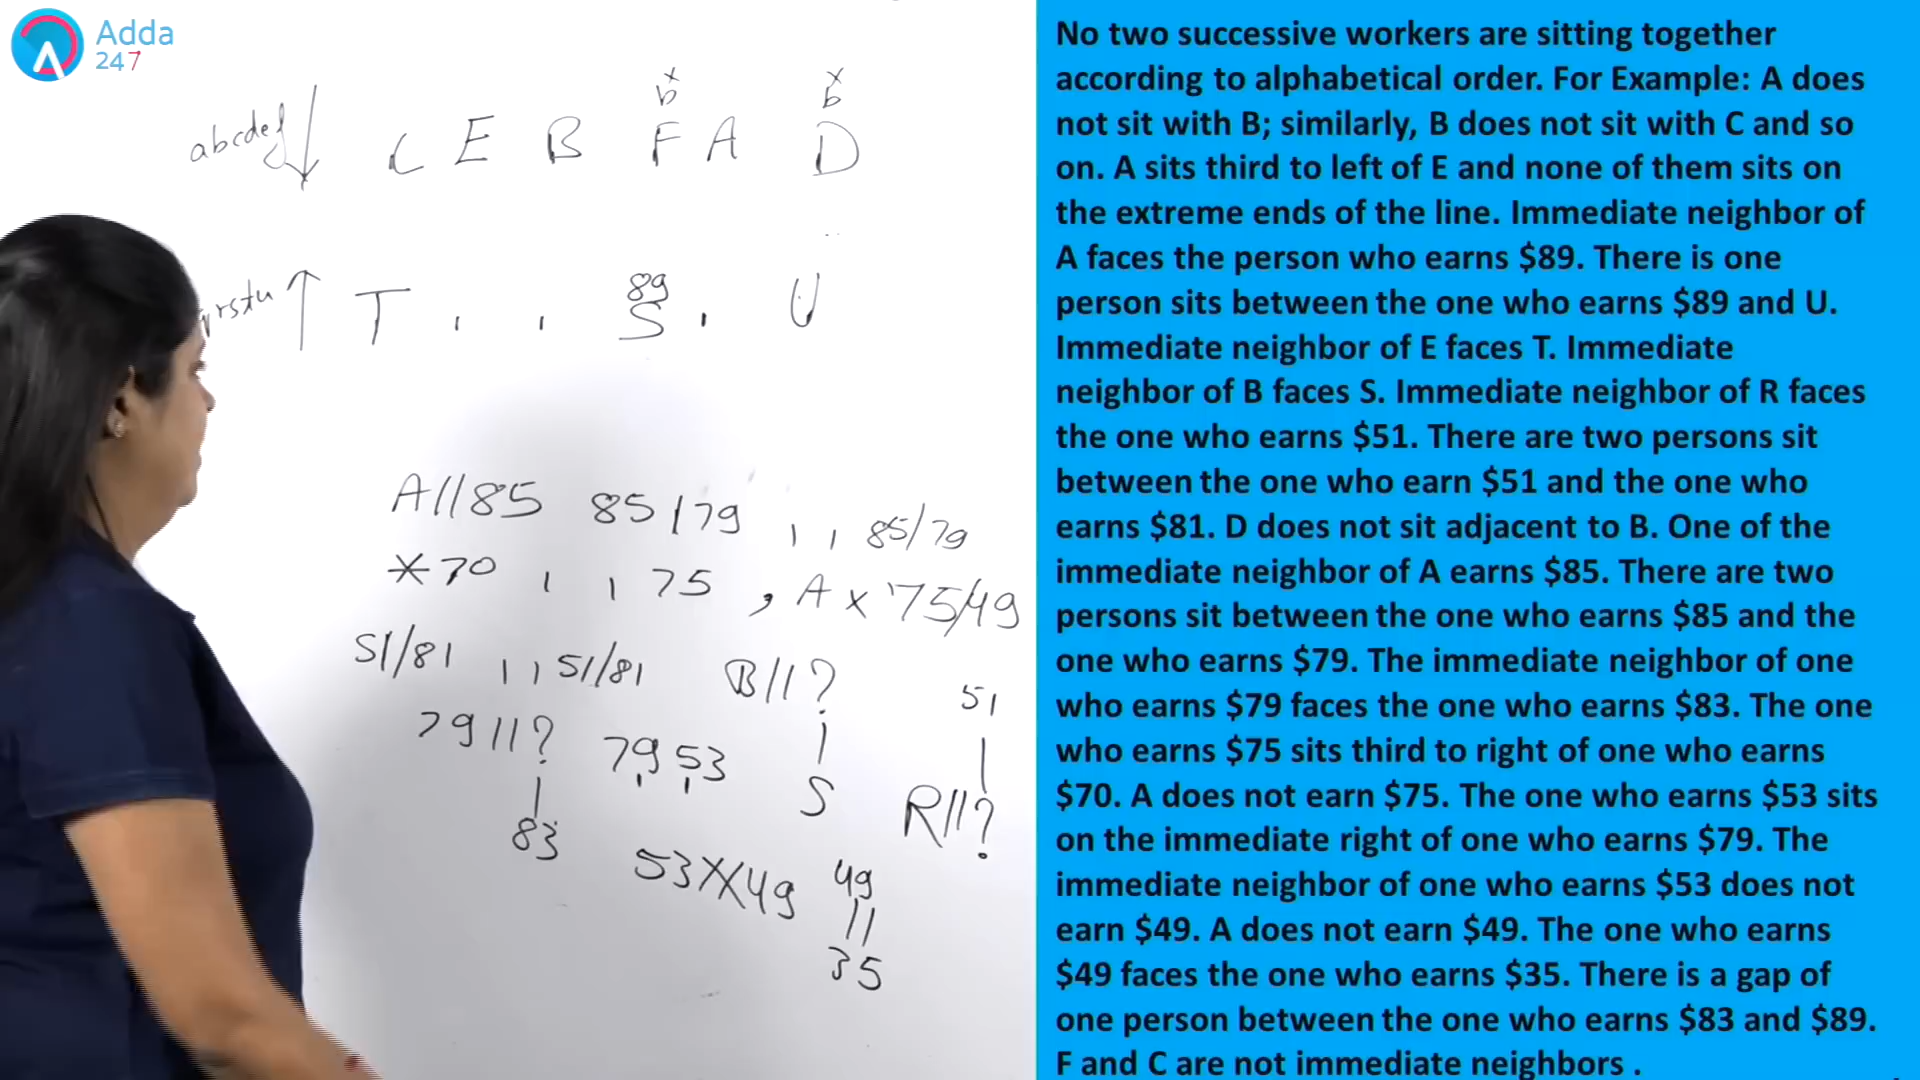 Adda
247
x x
b b
abcdef C E B F A D
89
rstu T S U
A//85 85/79 , , 85/79
70 , , 75 , A x 75/49
51/81 , , 51/81 B//? 51
79//? 79 53 S R//?
83
53XX49 49
//
35
No two successive workers are sitting together
according to alphabetical order. For Example: A does
not sit with B; similarly, B does not sit with C and so
on. A sits third to left of E and none of them sits on
the extreme ends of the line. Immediate neighbor of
A faces the person who earns $89. There is one
person sits between the one who earns $89 and U.
Immediate neighbor of E faces T. Immediate
neighbor of B faces S. Immediate neighbor of R faces
the one who earns $51. There are two persons sit
between the one who earn $51 and the one who
earns $81. D does not sit adjacent to B. One of the
immediate neighbor of A earns $85. There are two
persons sit between the one who earns $85 and the
one who earns $79. The immediate neighbor of one
who earns $79 faces the one who earns $83. The one
who earns $75 sits third to right of one who earns
$70. A does not earn $75. The one who earns $53 sits
on the immediate right of one who earns $79. The
immediate neighbor of one who earns $53 does not
earn $49. A does not earn $49. The one who earns
$49 faces the one who earns $35. There is a gap of
one person between the one who earns $83 and $89.
F and C are not immediate neighbors .